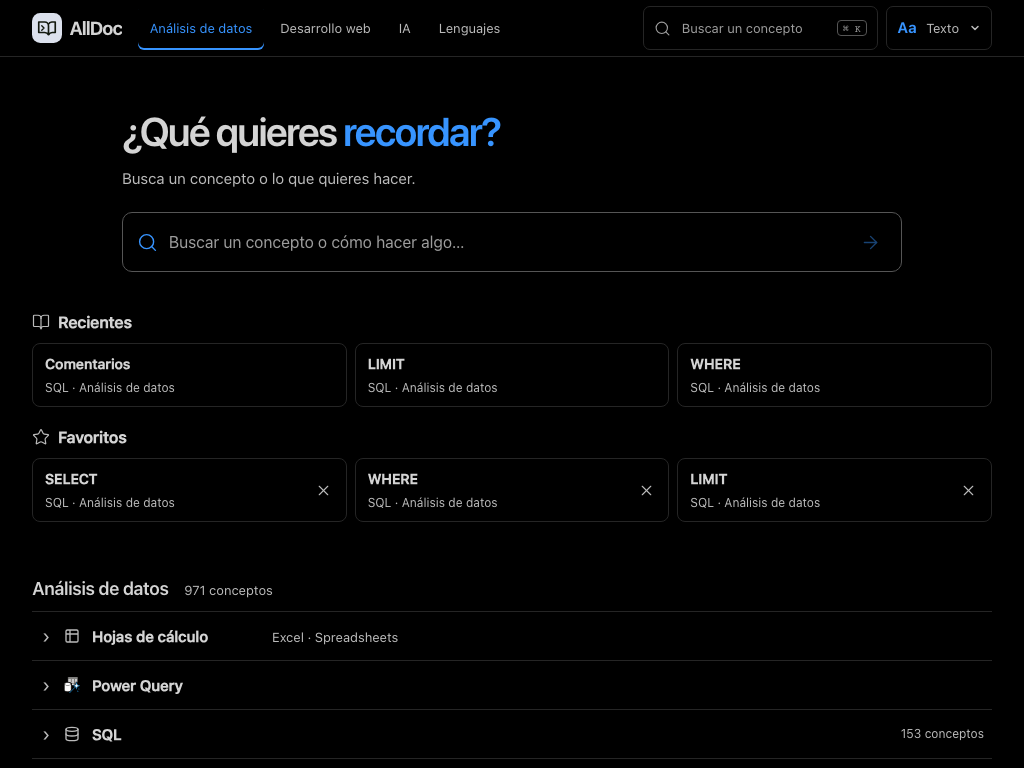 AllDoc
Análisis de datos
Desarrollo web
IA
Lenguajes
Buscar un concepto
⌘ K
Aa Texto
¿Qué quieres recordar?
Busca un concepto o lo que quieres hacer.
Buscar un concepto o cómo hacer algo...
Recientes
Comentarios
SQL · Análisis de datos
LIMIT
SQL · Análisis de datos
WHERE
SQL · Análisis de datos
Favoritos
SELECT
SQL · Análisis de datos
WHERE
SQL · Análisis de datos
LIMIT
SQL · Análisis de datos
Análisis de datos 971 conceptos
Hojas de cálculo Excel · Spreadsheets
Power Query
SQL 153 conceptos